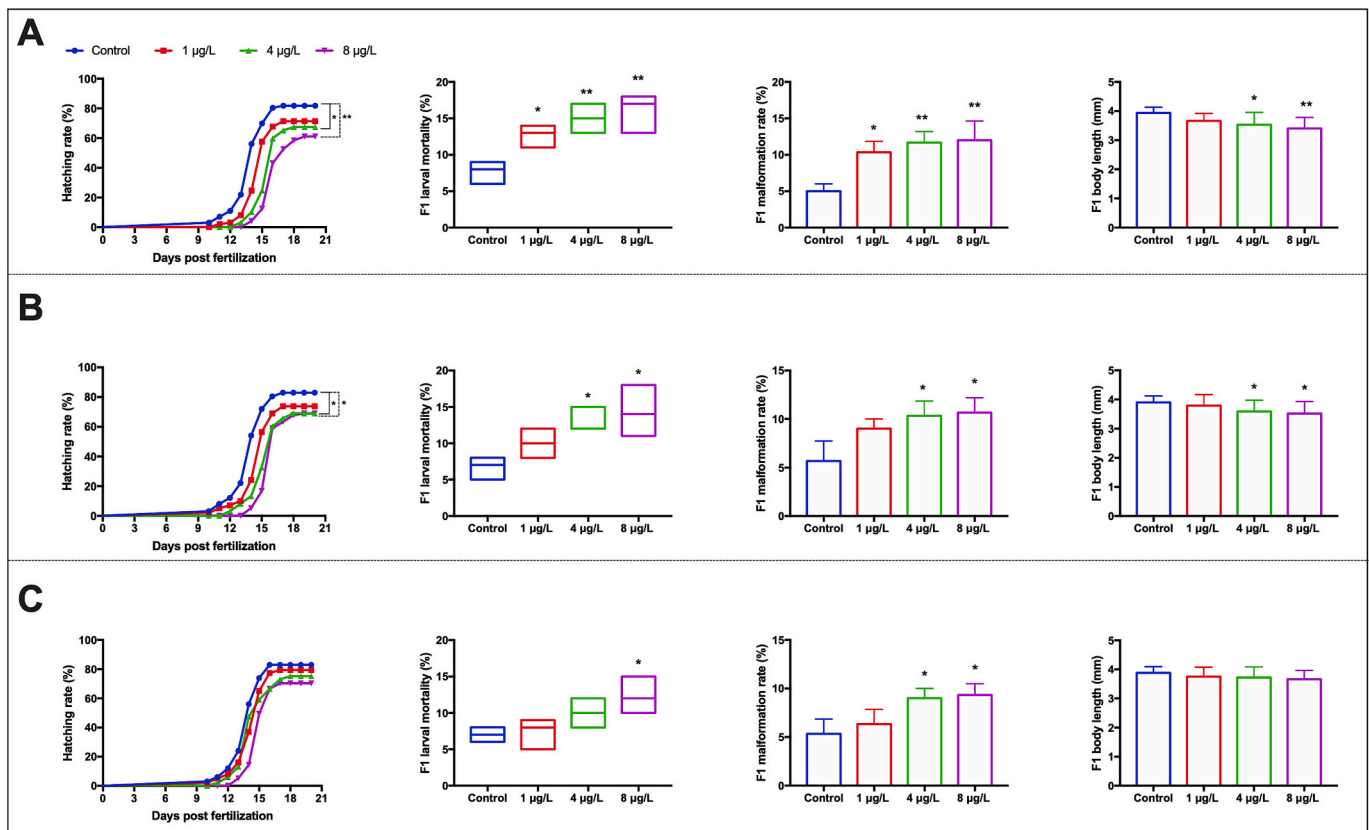 A
Control 1 µg/L 4 µg/L 8 µg/L
Hatching rate (%)
100
80
60
40
20
0
0 3 6 9 12 15 18 21
Days post fertilization
* **
F1 larval mortality (%)
20
15
10
5
0
* ** **
Control 1 µg/L 4 µg/L 8 µg/L
F1 malformation rate (%)
20
15
10
5
0
* ** **
Control 1 µg/L 4 µg/L 8 µg/L
F1 body length (mm)
5
4
3
2
1
0
* **
Control 1 µg/L 4 µg/L 8 µg/L
B
Hatching rate (%)
100
80
60
40
20
0
0 3 6 9 12 15 18 21
Days post fertilization
* *
F1 larval mortality (%)
20
15
10
5
0
* *
Control 1 µg/L 4 µg/L 8 µg/L
F1 malformation rate (%)
15
10
5
0
* *
Control 1 µg/L 4 µg/L 8 µg/L
F1 body length (mm)
5
4
3
2
1
0
* *
Control 1 µg/L 4 µg/L 8 µg/L
C
Hatching rate (%)
100
80
60
40
20
0
0 3 6 9 12 15 18 21
Days post fertilization
F1 larval mortality (%)
20
15
10
5
0
*
Control 1 µg/L 4 µg/L 8 µg/L
F1 malformation rate (%)
15
10
5
0
* *
Control 1 µg/L 4 µg/L 8 µg/L
F1 body length (mm)
5
4
3
2
1
0
Control 1 µg/L 4 µg/L 8 µg/L